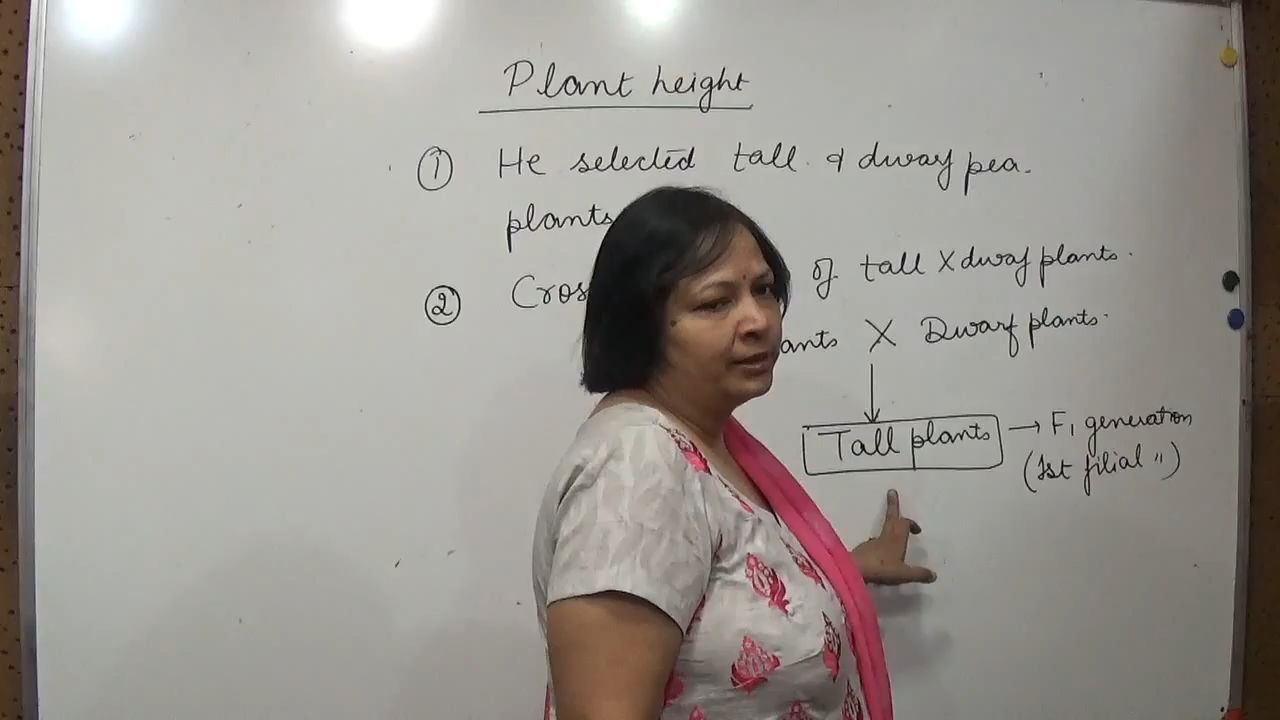 Plant height
① He selected tall & dwarf pea.
plants
② Cros of tall X dwarf plants.
ants X Dwarf plants.
Tall plants → F1 generation
(1st filial ")